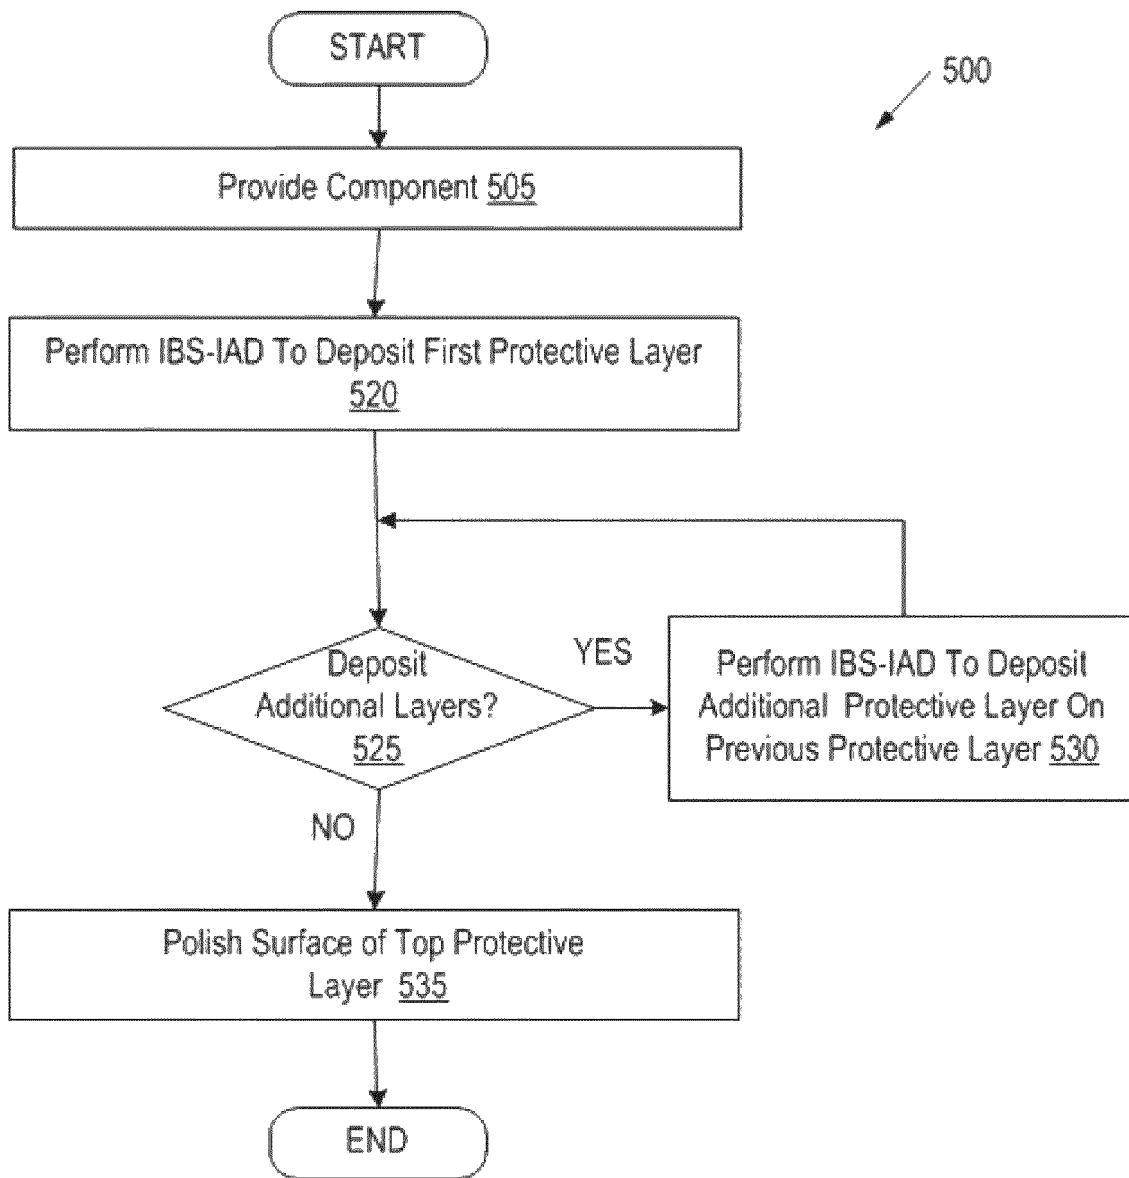 START
500
Provide Component 505
Perform IBS-IAD To Deposit First Protective Layer
520
Deposit
Additional Layers?
525
YES
Perform IBS-IAD To Deposit
Additional Protective Layer On
Previous Protective Layer 530
NO
Polish Surface of Top Protective
Layer 535
END